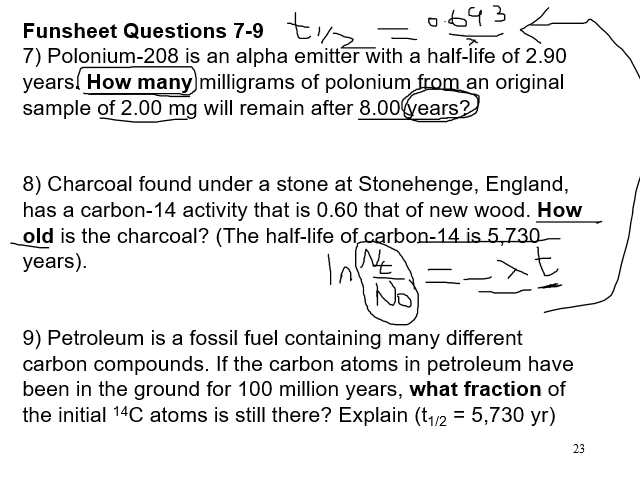 Funsheet Questions 7-9 t1/2 = 0.693/λ
7) Polonium-208 is an alpha emitter with a half-life of 2.90
years. How many milligrams of polonium from an original
sample of 2.00 mg will remain after 8.00 years?
8) Charcoal found under a stone at Stonehenge, England,
has a carbon-14 activity that is 0.60 that of new wood. How
old is the charcoal? (The half-life of carbon-14 is 5,730
years).
ln Nt/No = -λt
9) Petroleum is a fossil fuel containing many different
carbon compounds. If the carbon atoms in petroleum have
been in the ground for 100 million years, what fraction of
the initial 14C atoms is still there? Explain (t1/2 = 5,730 yr)
23